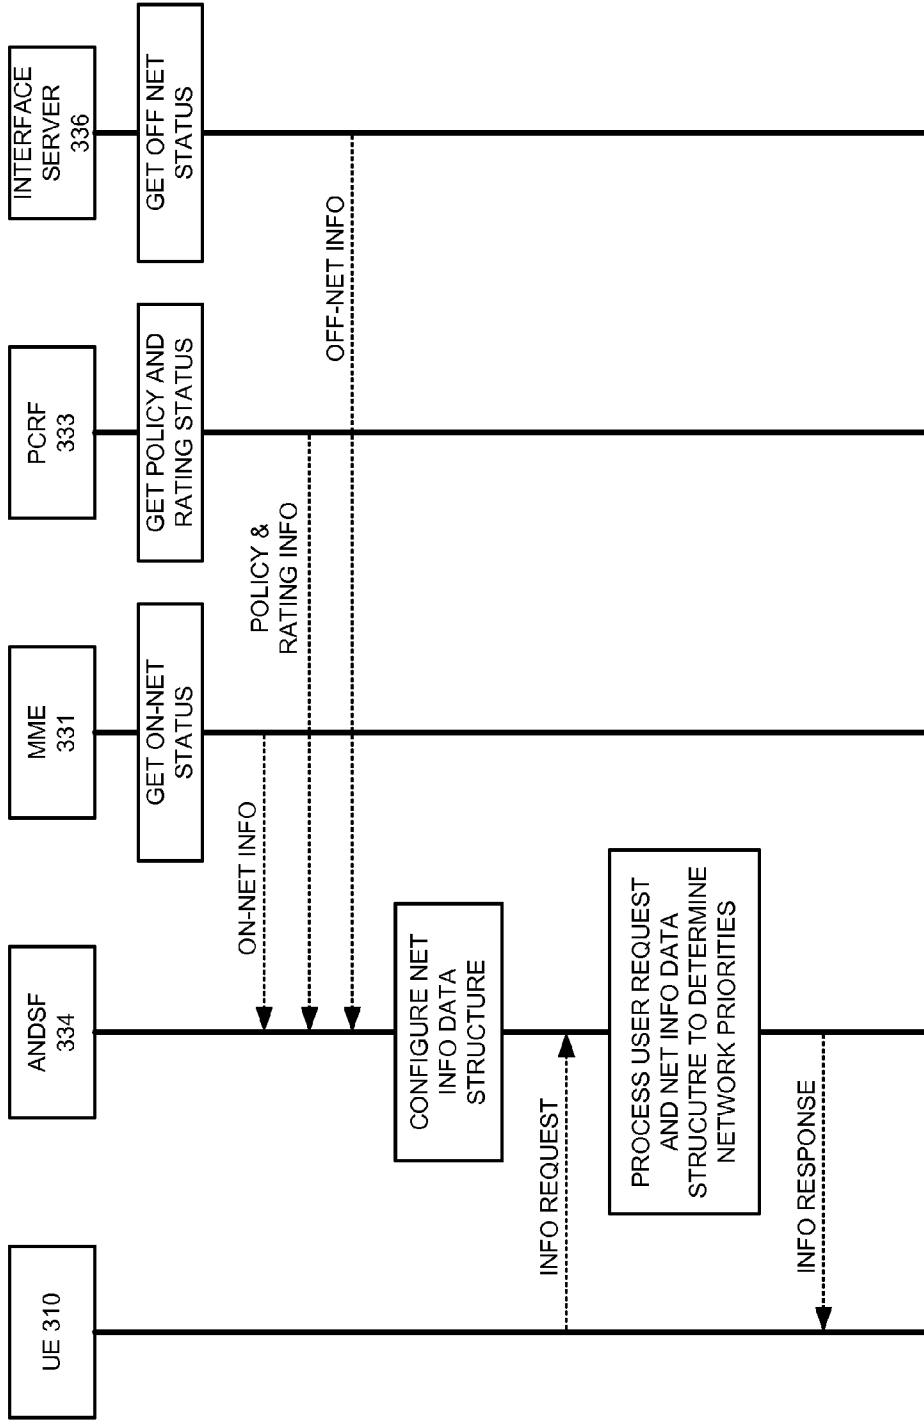 UE 310
ANDSF
334
MME
331
PCRF
333
INTERFACE
SERVER
336
GET ON-NET
STATUS
GET POLICY AND
RATING STATUS
GET OFF NET
STATUS
ON-NET INFO
POLICY &
RATING INFO
OFF-NET INFO
CONFIGURE NET
INFO DATA
STRUCTURE
INFO REQUEST
PROCESS USER REQUEST
AND NET INFO DATA
STRUCUTRE TO DETERMINE
NETWORK PRIORITIES
INFO RESPONSE